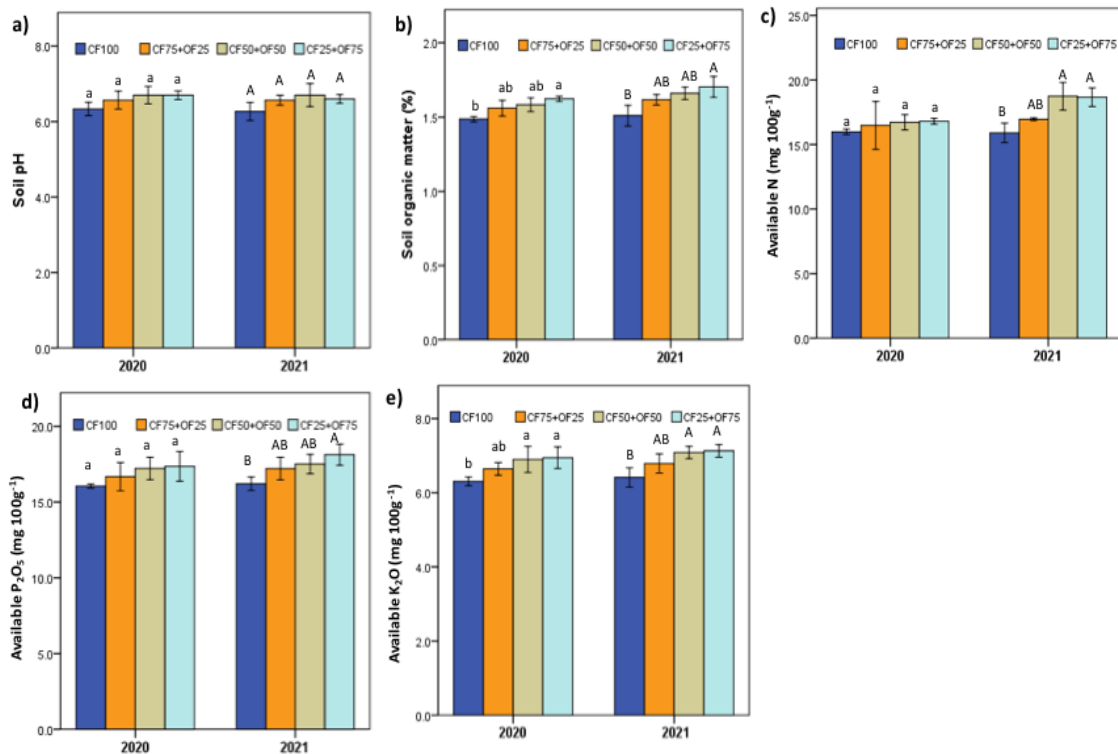 a)
8.0
CF100 CF75+OF25 CF50+OF50 CF25+OF75
a a a a A A A A
6.0
4.0
2.0
0.0
Soil pH
2020 2021
b)
2.0
CF100 CF75+OF25 CF50+OF50 CF25+OF75
b ab ab a B AB AB A
1.5
1.0
0.5
0.0
Soil organic matter (%)
2020 2021
c)
25.0
CF100 CF75+OF25 CF50+OF50 CF25+OF75
a a a a B AB A A
20.0
15.0
10.0
5.0
0.0
Available N (mg 100g⁻¹)
2020 2021
d)
20.0
CF100 CF75+OF25 CF50+OF50 CF25+OF75
a a a a B AB AB A
15.0
10.0
5.0
0.0
Available P₂O₅ (mg 100g⁻¹)
2020 2021
e)
8.0
CF100 CF75+OF25 CF50+OF50 CF25+OF75
b ab a a B AB A A
6.0
4.0
2.0
0.0
Available K₂O (mg 100g⁻¹)
2020 2021